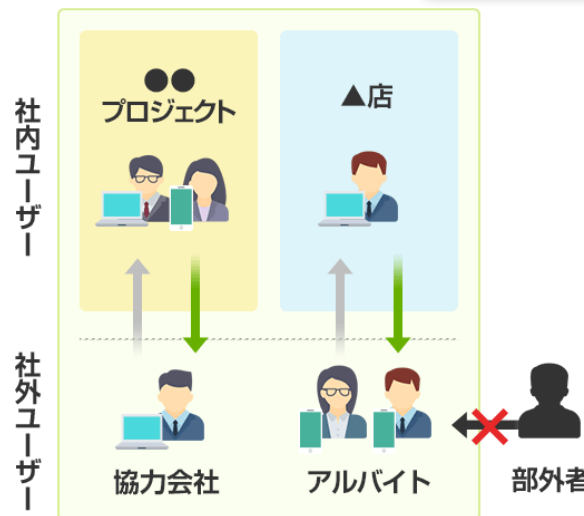 社内ユーザー
●●
プロジェクト
▲店
社外ユーザー
協力会社
アルバイト
部外者